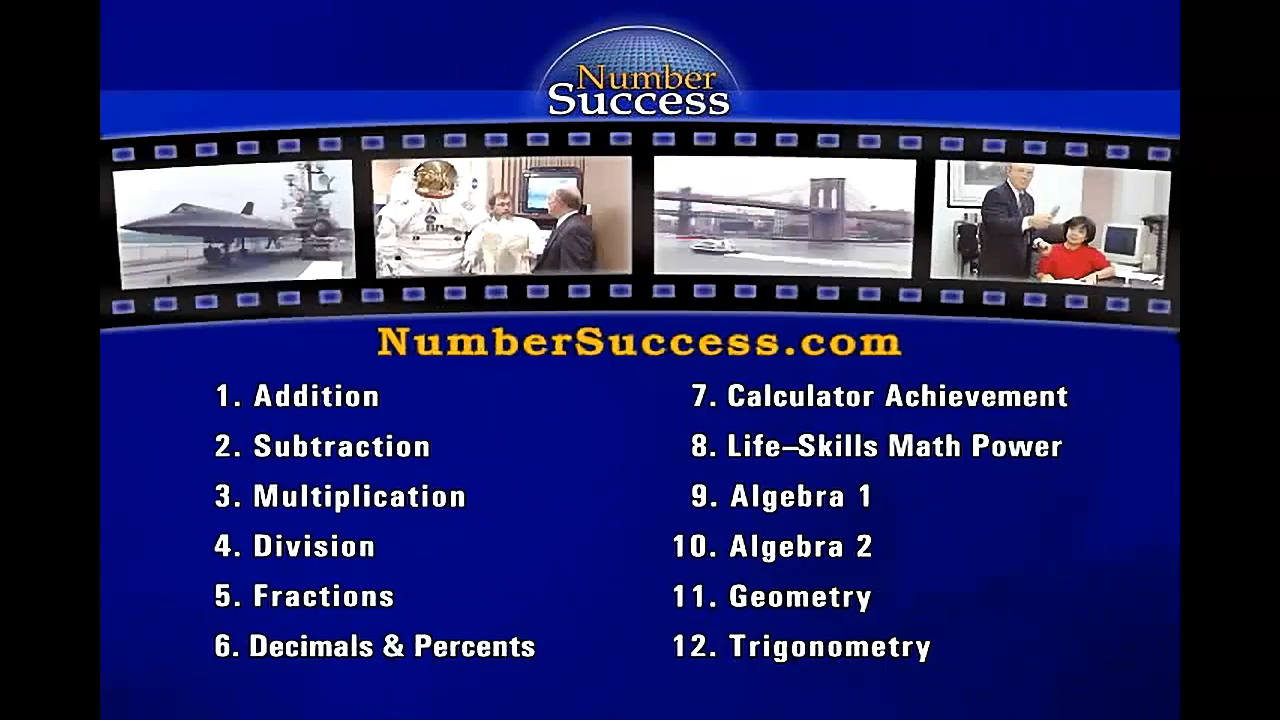 Number
Success
NumberSuccess.com
1. Addition
2. Subtraction
3. Multiplication
4. Division
5. Fractions
6. Decimals & Percents
7. Calculator Achievement
8. Life–Skills Math Power
9. Algebra 1
10. Algebra 2
11. Geometry
12. Trigonometry